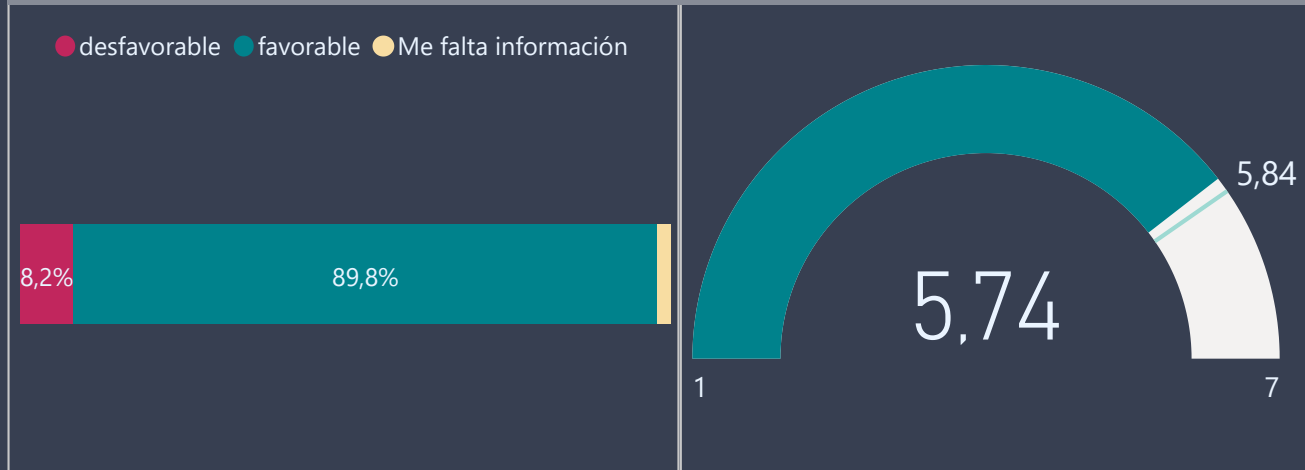 desfavorable favorable Me falta información
8,2% 89,8%
5,84
5,74
1 7